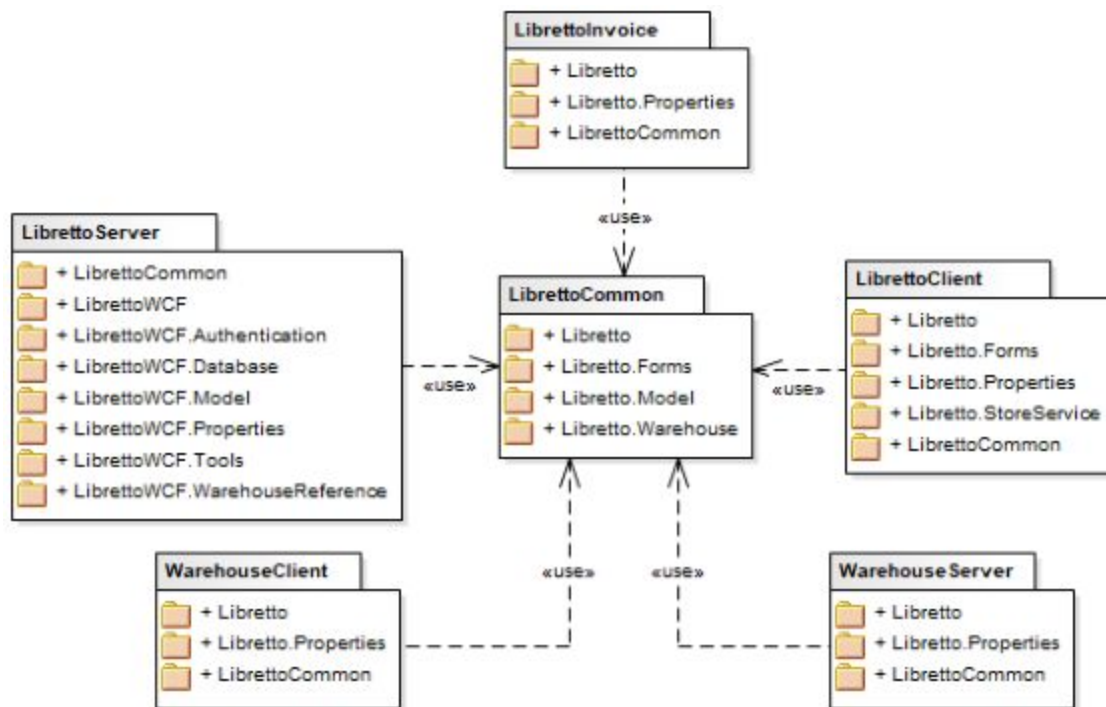 LibrettoInvoice
+ Libretto
+ Libretto.Properties
+ LibrettoCommon
«use»
LibrettoServer
+ LibrettoCommon
+ LibrettoWCF
+ LibrettoWCF.Authentication
+ LibrettoWCF.Database
+ LibrettoWCF.Model
+ LibrettoWCF.Properties
+ LibrettoWCF.Tools
+ LibrettoWCF.WarehouseReference
«use»
LibrettoCommon
+ Libretto
+ Libretto.Forms
+ Libretto.Model
+ Libretto.Warehouse
«use»
LibrettoClient
+ Libretto
+ Libretto.Forms
+ Libretto.Properties
+ Libretto.StoreService
+ LibrettoCommon
WarehouseClient
+ Libretto
+ Libretto.Properties
+ LibrettoCommon
«use»
«use»
WarehouseServer
+ Libretto
+ Libretto.Properties
+ LibrettoCommon